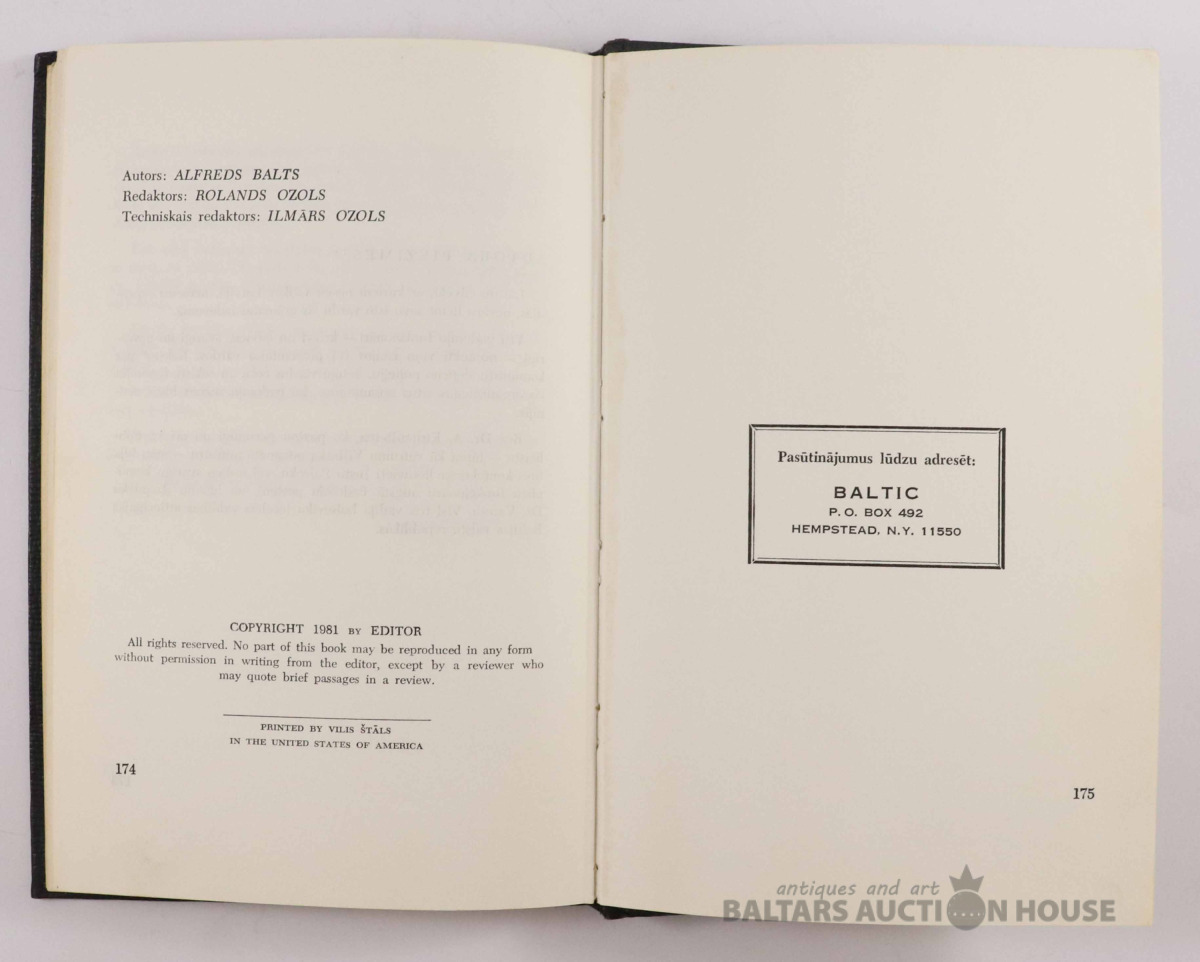 Autors: ALFREDS BALTS
Redaktors: ROLANDS OZOLS
Techniskais redaktors: ILMĀRS OZOLS
COPYRIGHT 1981 BY EDITOR
All rights reserved. No part of this book may be reproduced in any form
without permission in writing from the editor, except by a reviewer who
may quote brief passages in a review.
PRINTED BY VILIS ŠTĀLS
IN THE UNITED STATES OF AMERICA
174
Pasūtinājumus lūdzu adresēt:
BALTIC
P. O. BOX 492
HEMPSTEAD, N.Y. 11550
175
antiques and art
BALTARS AUCTION HOUSE